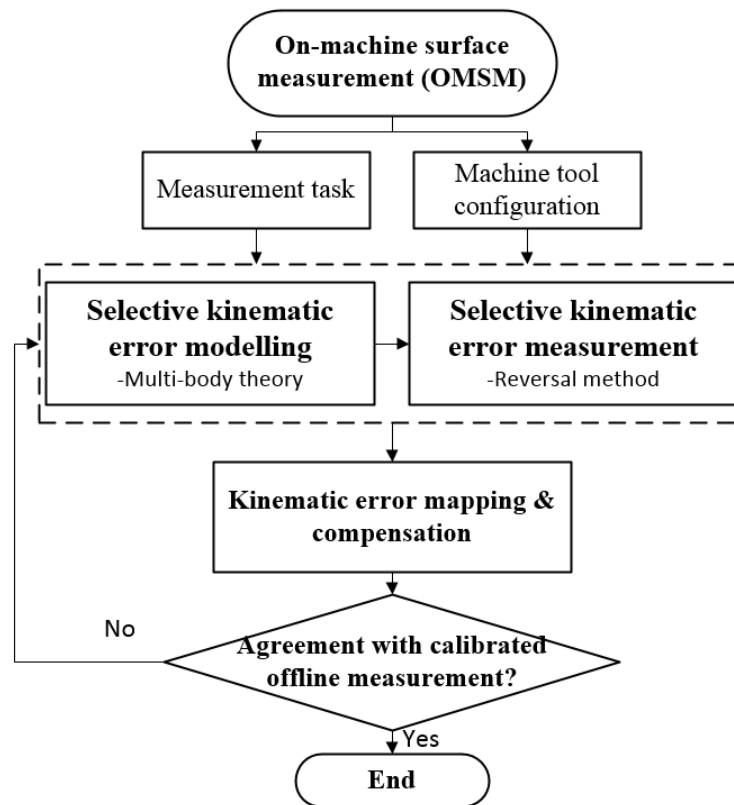 On-machine surface
measurement (OMSM)
Measurement task
Machine tool
configuration
Selective kinematic
error modelling
-Multi-body theory
Selective kinematic
error measurement
-Reversal method
Kinematic error mapping &
compensation
No
Agreement with calibrated
offline measurement?
Yes
End